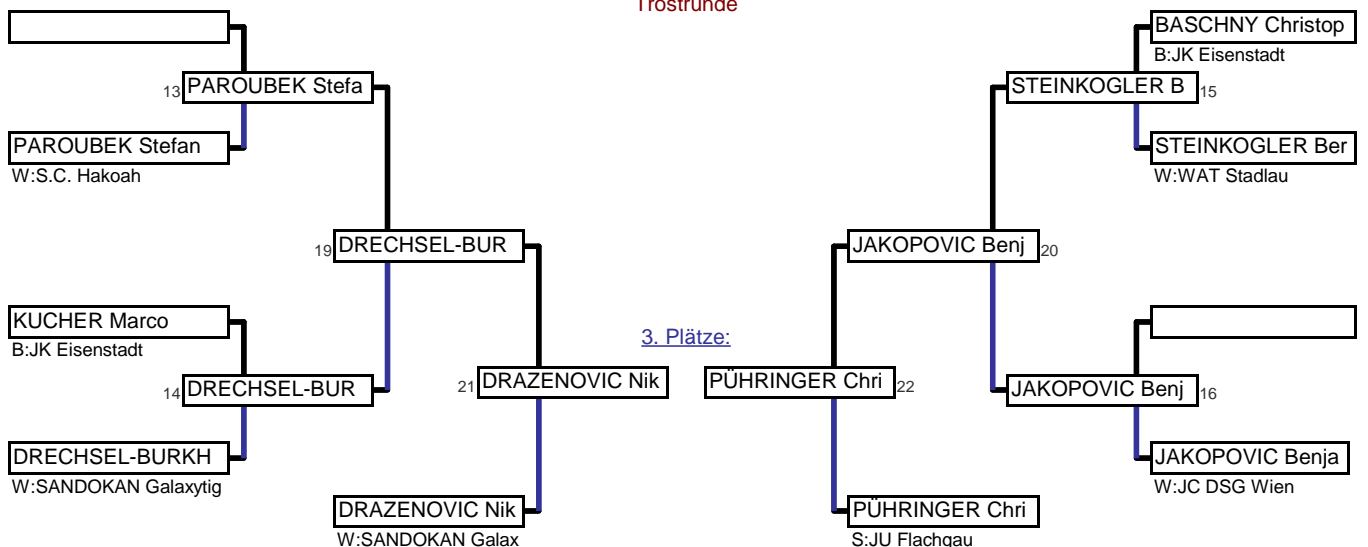 Trostrunde
BASCHNY Christop
B:JK Eisenstadt
13 PAROUBEK Stefa
STEINKOGLER B 15
PAROUBEK Stefan
W:S.C. Hakoah
STEINKOGLER Ber
W:WAT Stadlau
19 DRECHSEL-BUR
JAKOPOVIC Benj 20
KUCHER Marco
B:JK Eisenstadt
3. Plätze:
14 DRECHSEL-BUR
21 DRAZENOVIC Nik
PÜHRINGER Chri 22
JAKOPOVIC Benj 16
DRECHSEL-BURKH
W:SANDOKAN Galaxytig
JAKOPOVIC Benja
W:JC DSG Wien
DRAZENOVIC Nik
W:SANDOKAN Galax
PÜHRINGER Chri
S:JU Flachgau